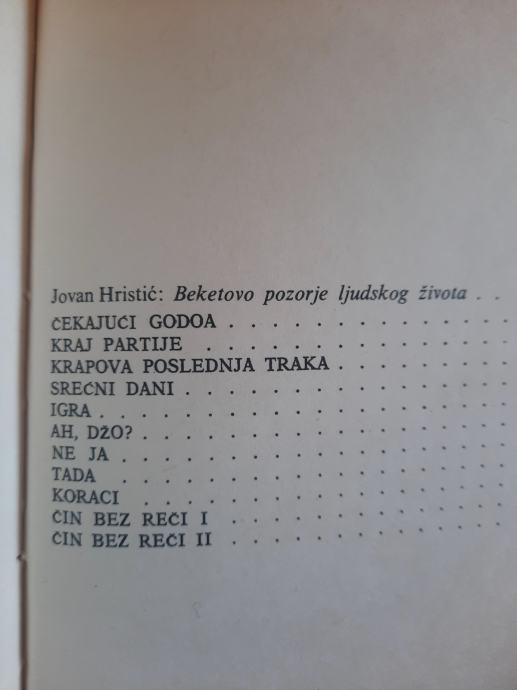 Jovan Hristić: Beketovo pozorje ljudskog života . .
ČEKAJUĆI GODOA . . . . . . . . . . . . .
KRAJ PARTIJE . . . . . . . . . . . . . .
KRAPOVA POSLEDNJA TRAKA . . . . . . . .
SREĆNI DANI . . . . . . . . . . . . . . .
IGRA . . . . . . . . . . . . . . . . . . .
AH, DŽO? . . . . . . . . . . . . . . . . .
NE JA . . . . . . . . . . . . . . . . . .
TADA . . . . . . . . . . . . . . . . . .
KORACI . . . . . . . . . . . . . . . . .
ČIN BEZ REČI I . . . . . . . . . . . . .
ČIN BEZ REČI II . . . . . . . . . . . . .